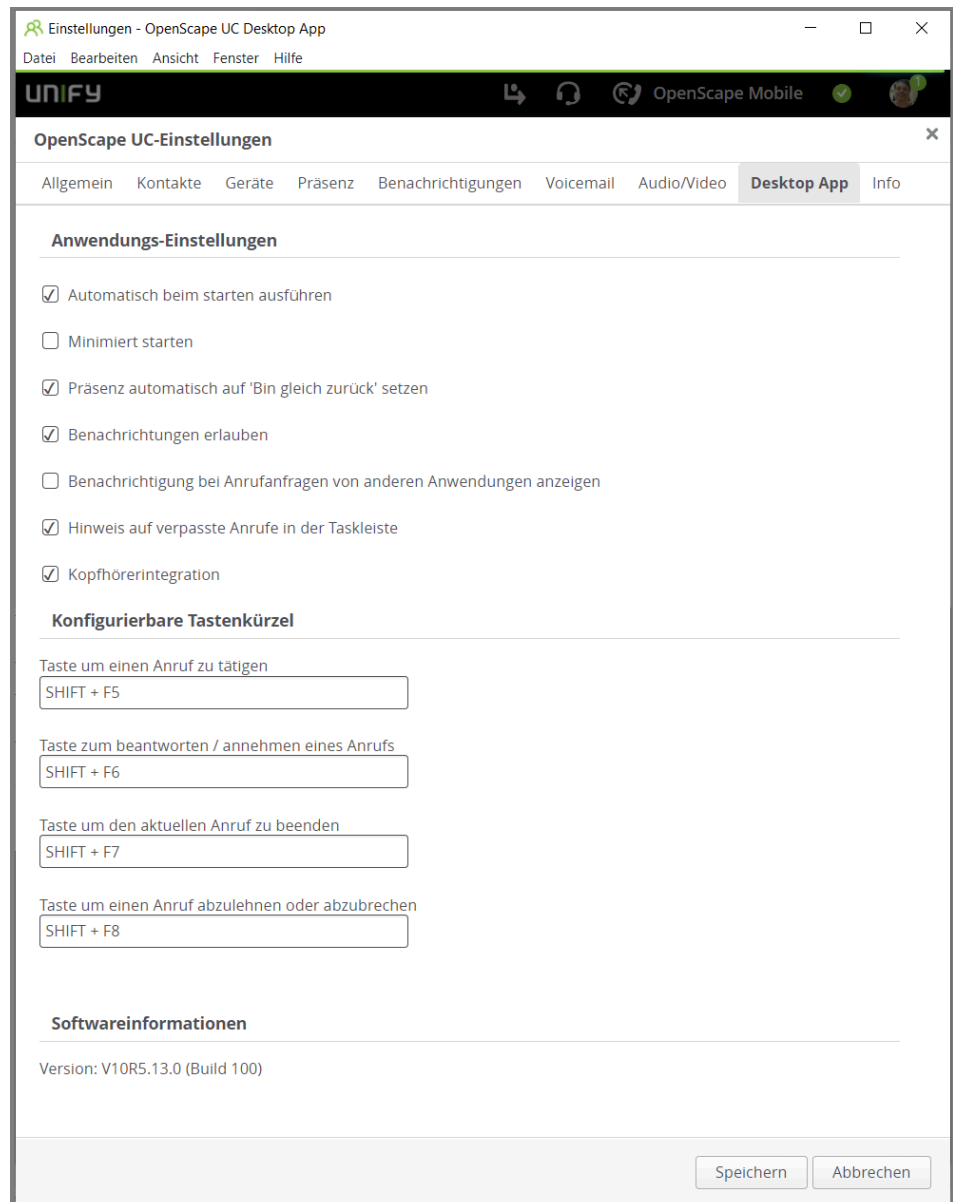 Einstellungen - OpenScape UC Desktop App
Datei Bearbeiten Ansicht Fenster Hilfe
UNIFY OpenScape Mobile 1
OpenScape UC-Einstellungen
Allgemein Kontakte Geräte Präsenz Benachrichtigungen Voicemail Audio/Video Desktop App Info
Anwendungs-Einstellungen
Automatisch beim starten ausführen
Minimiert starten
Präsenz automatisch auf 'Bin gleich zurück' setzen
Benachrichtungen erlauben
Benachrichtigung bei Anrufanfragen von anderen Anwendungen anzeigen
Hinweis auf verpasste Anrufe in der Taskleiste
Kopfhörerintegration
Konfigurierbare Tastenkürzel
Taste um einen Anruf zu tätigen
SHIFT + F5
Taste zum beantworten / annehmen eines Anrufs
SHIFT + F6
Taste um den aktuellen Anruf zu beenden
SHIFT + F7
Taste um einen Anruf abzulehnen oder abzubrechen
SHIFT + F8
Softwareinformationen
Version: V10R5.13.0 (Build 100)
Speichern Abbrechen